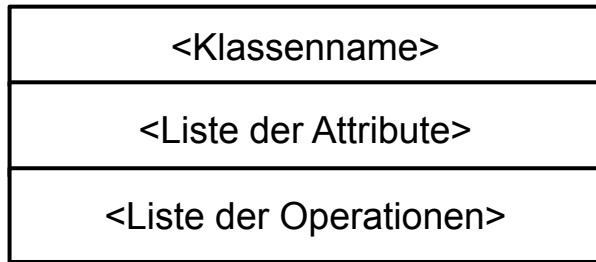 <Klassenname>
<Liste der Attribute>
<Liste der Operationen>